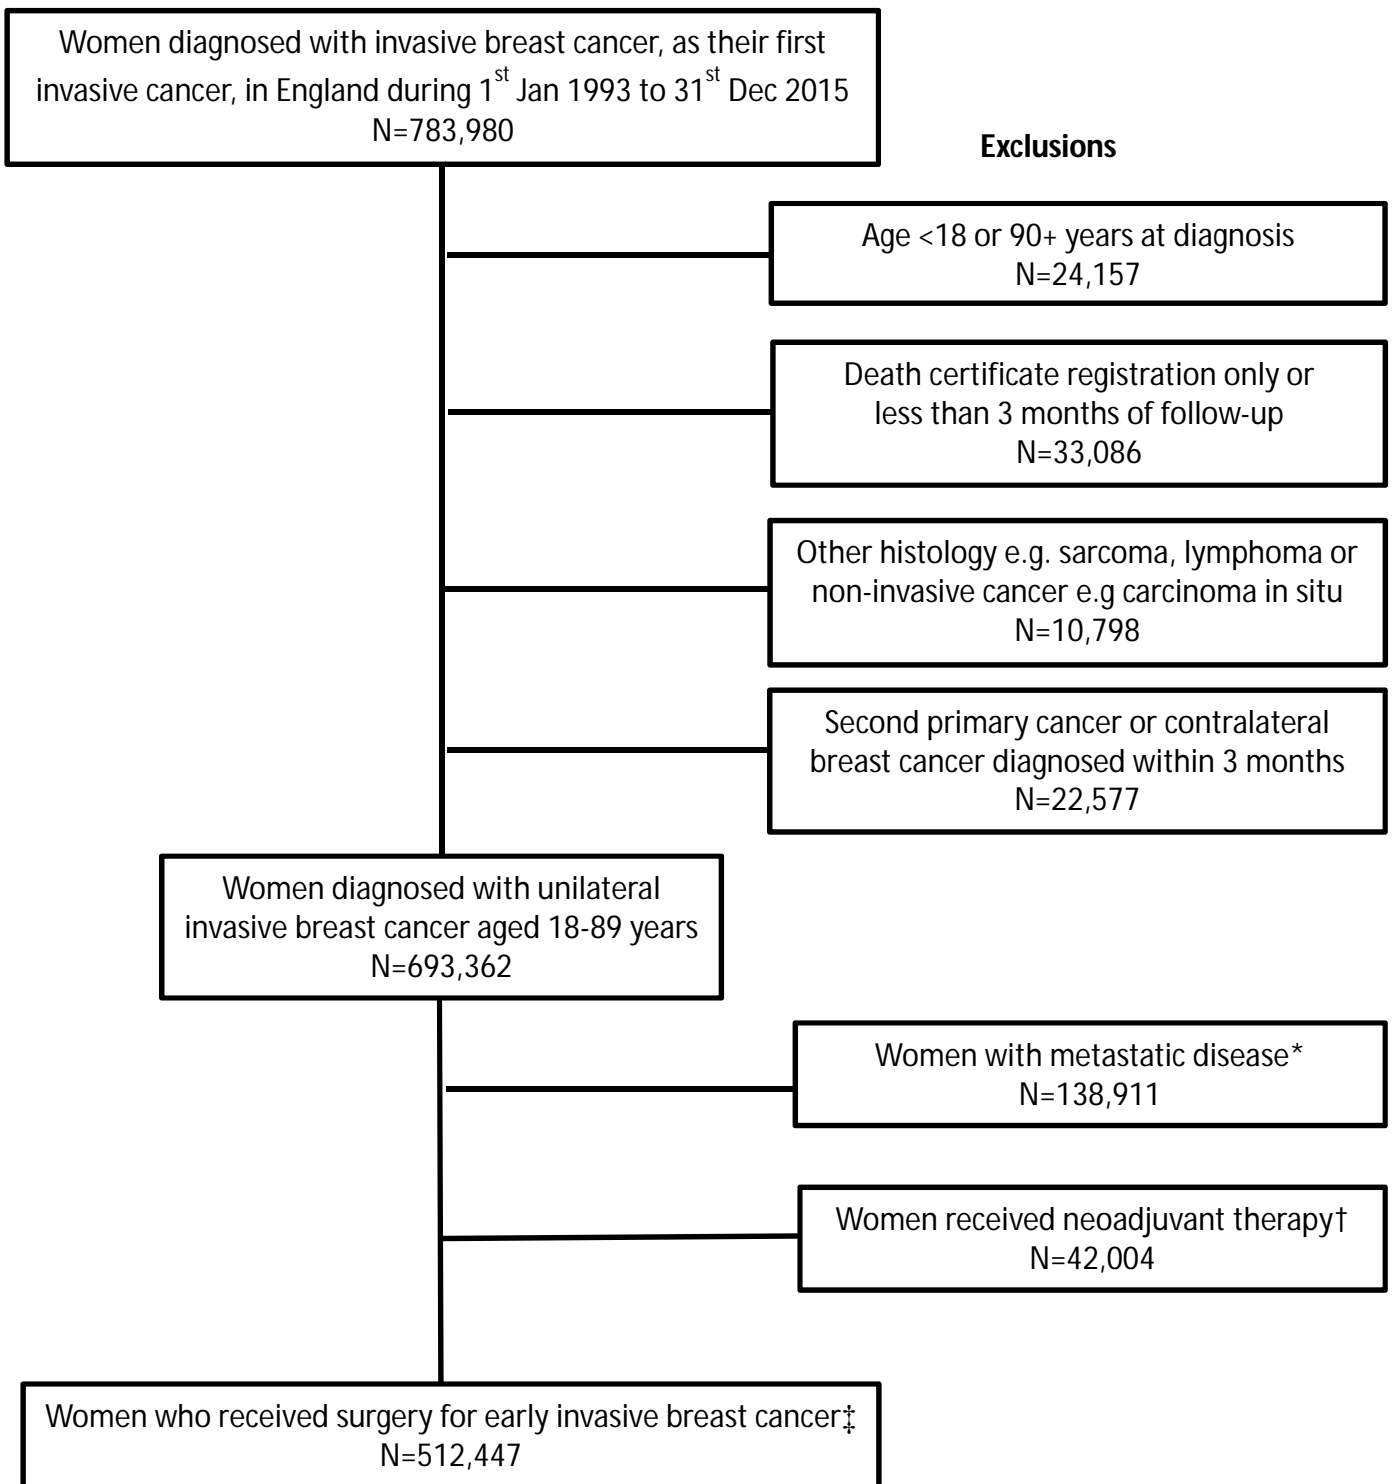 Women diagnosed with invasive breast cancer, as their first
invasive cancer, in England during 1st Jan 1993 to 31st Dec 2015
N=783,980
Exclusions
Age <18 or 90+ years at diagnosis
N=24,157
Death certificate registration only or
less than 3 months of follow-up
N=33,086
Other histology e.g. sarcoma, lymphoma or
non-invasive cancer e.g carcinoma in situ
N=10,798
Second primary cancer or contralateral
breast cancer diagnosed within 3 months
N=22,577
Women diagnosed with unilateral
invasive breast cancer aged 18-89 years
N=693,362
Women with metastatic disease*
N=138,911
Women received neoadjuvant therapy†
N=42,004
Women who received surgery for early invasive breast cancer‡
N=512,447